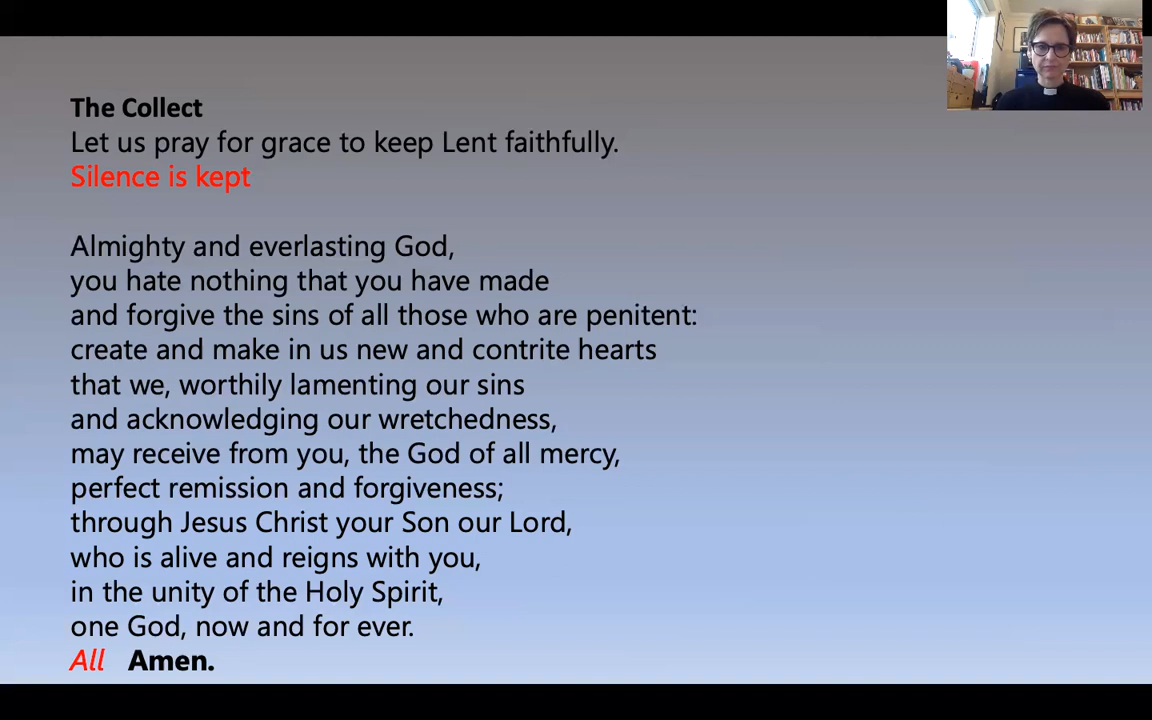 The Collect
Let us pray for grace to keep Lent faithfully.
Silence is kept
Almighty and everlasting God,
you hate nothing that you have made
and forgive the sins of all those who are penitent:
create and make in us new and contrite hearts
that we, worthily lamenting our sins
and acknowledging our wretchedness,
may receive from you, the God of all mercy,
perfect remission and forgiveness;
through Jesus Christ your Son our Lord,
who is alive and reigns with you,
in the unity of the Holy Spirit,
one God, now and for ever.
All Amen.